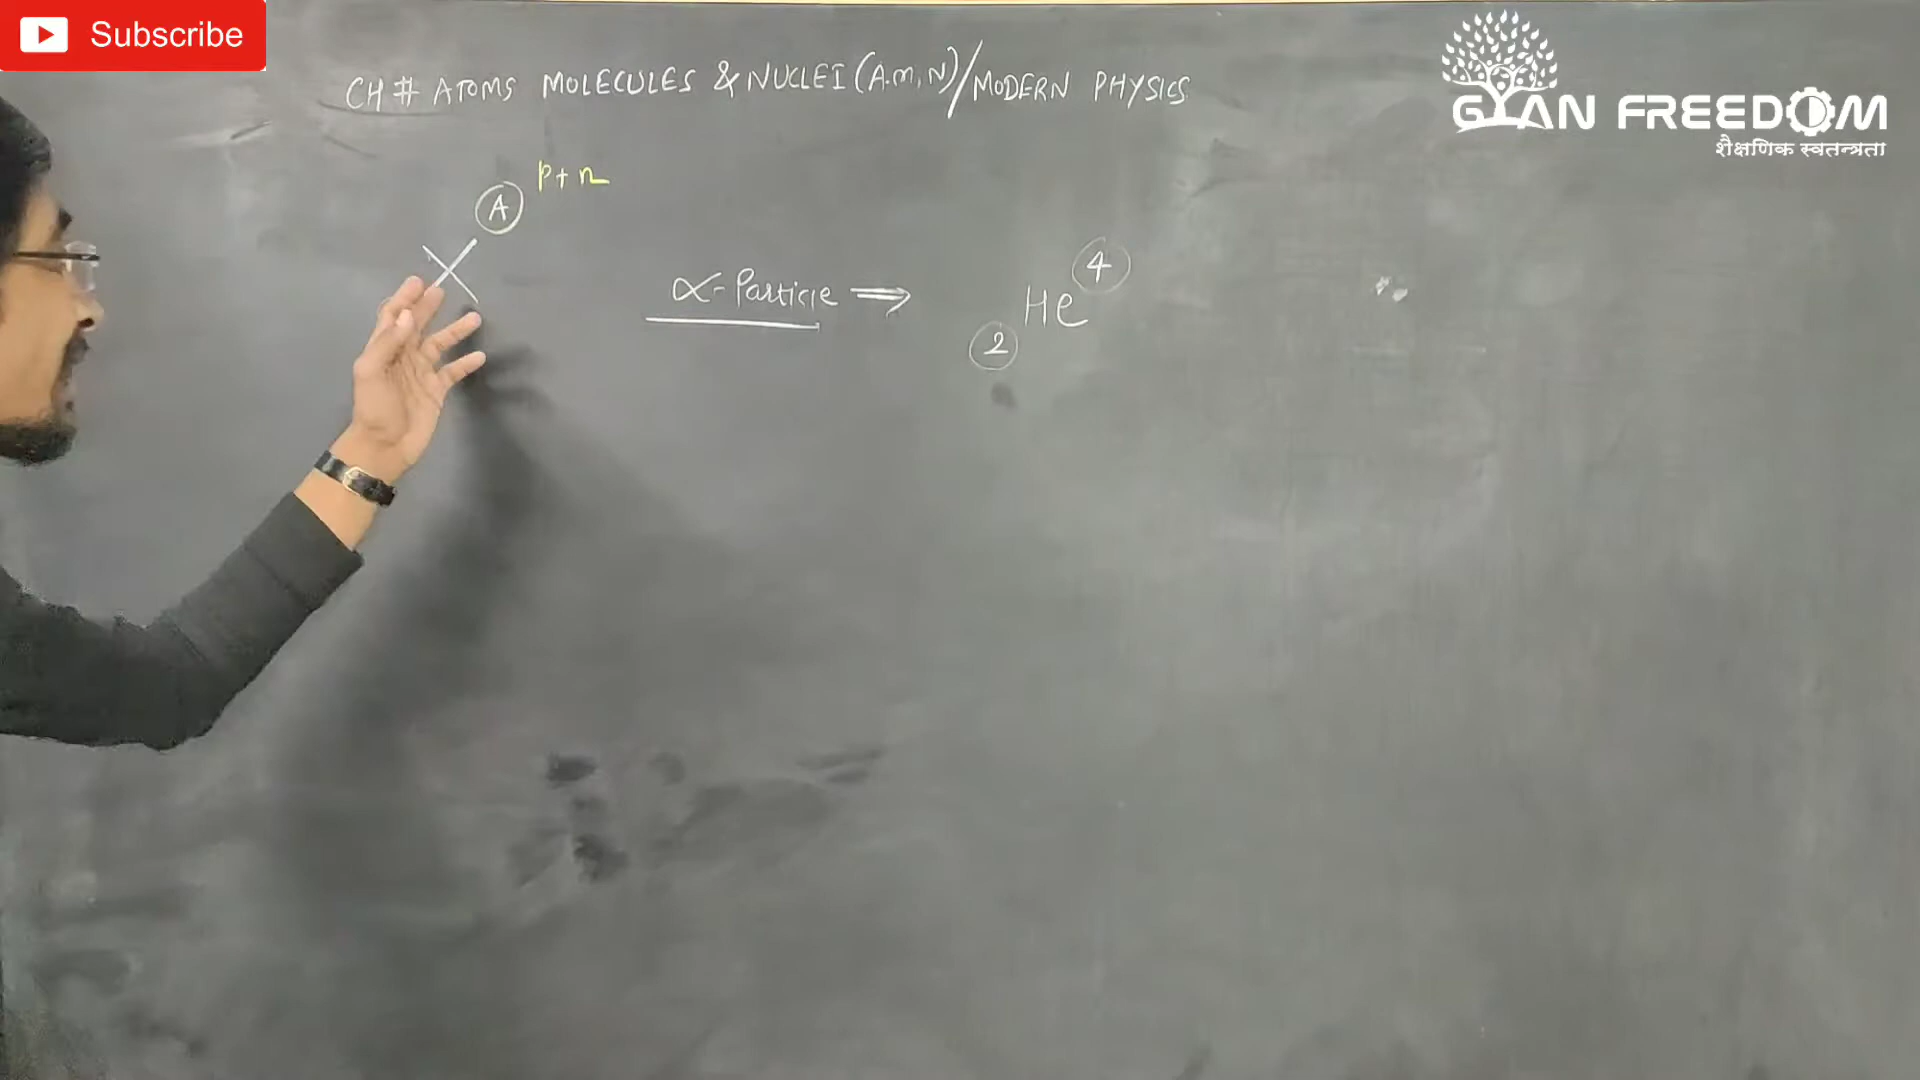 Subscribe
CH # ATOMS MOLECULES & NUCLEI (A.M,N)/MODERN PHYSICS
GYAN FREEDOM
शैक्षणिक स्वतन्त्रता
p+n
A
X
α-Particle ⇒
He
4
2